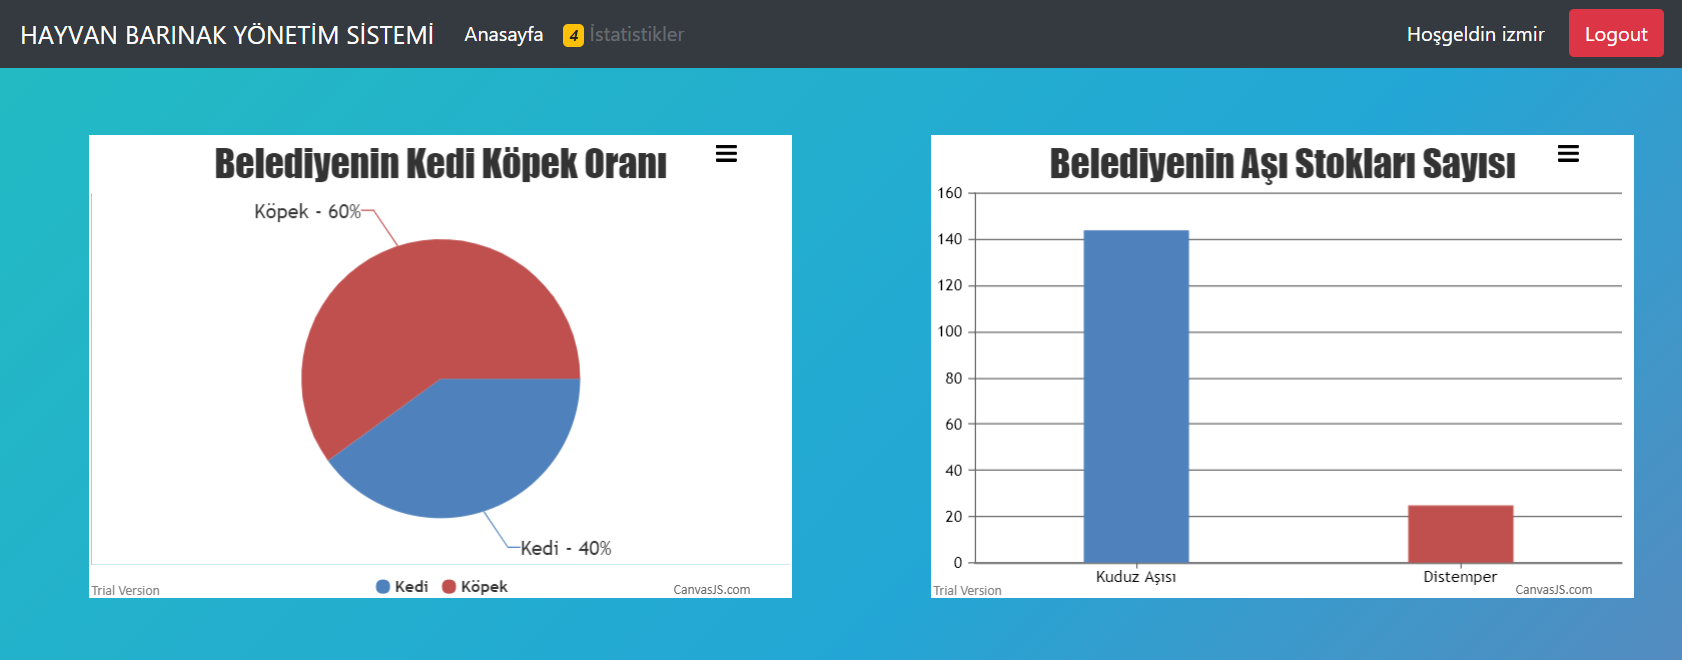 HAYVAN BARINAK YÖNETİM SİSTEMİ Anasayfa 4 İstatistikler Hoşgeldin izmir Logout
Belediyenin Kedi Köpek Oranı
Köpek - 60%
Kedi - 40%
Kedi Köpek
Trial Version
CanvasJS.com
Belediyenin Aşı Stokları Sayısı
160
140
120
100
80
60
40
20
0
Kuduz Aşısı Distemper
Trial Version
CanvasJS.com